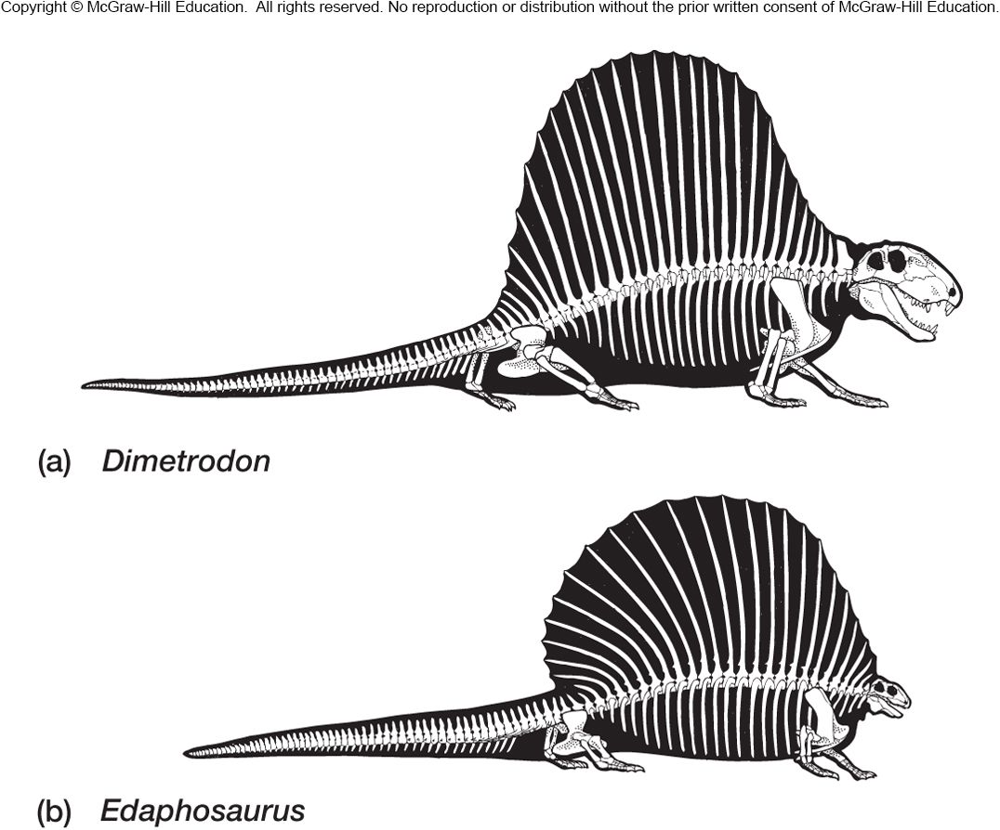 Copyright © McGraw-Hill Education. All rights reserved. No reproduction or distribution without the prior written consent of McGraw-Hill Education.
(a) Dimetrodon
(b) Edaphosaurus